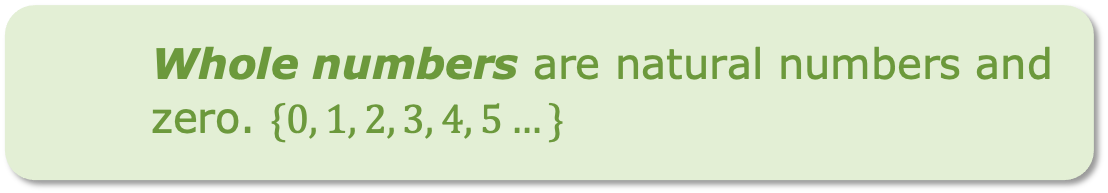 Whole numbers are natural numbers and
zero. {0, 1, 2, 3, 4, 5 ...}